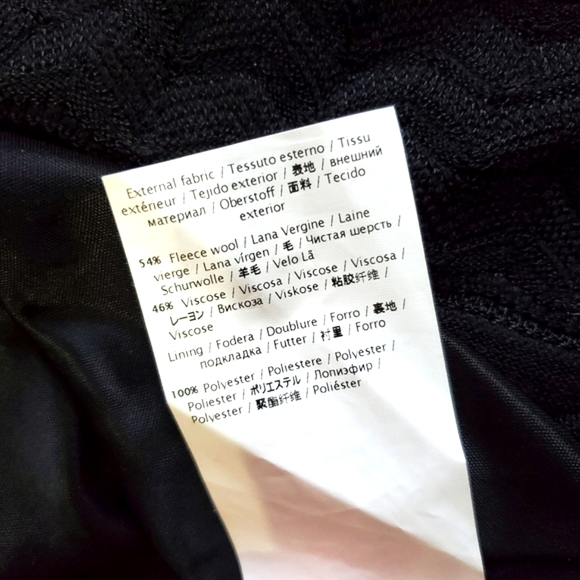 External fabric / Tessuto esterno / Tissu
extérieur / Tejido exterior / 表地 / внешний
материал / Oberstoff / 面料 / Tecido
exterior
54% Fleece wool / Lana Vergine / Laine
vierge / Lana virgen / 毛 / Чистая шерсть /
Schurwolle / 羊毛 / Velo Lã
46% Viscose / Viscosa / Viscose / Viscosa /
レーヨン / Вискоза / Viskose / 粘胶纤维 /
Viscose
Lining / Fodera / Doublure / Forro / 裏地 /
подкладка / Futter / 衬里 / Forro
100% Polyester / Poliestere / Polyester /
Poliester / ポリエステル / Лопиэфир /
Polyester / 聚酯纤维 / Poliéster